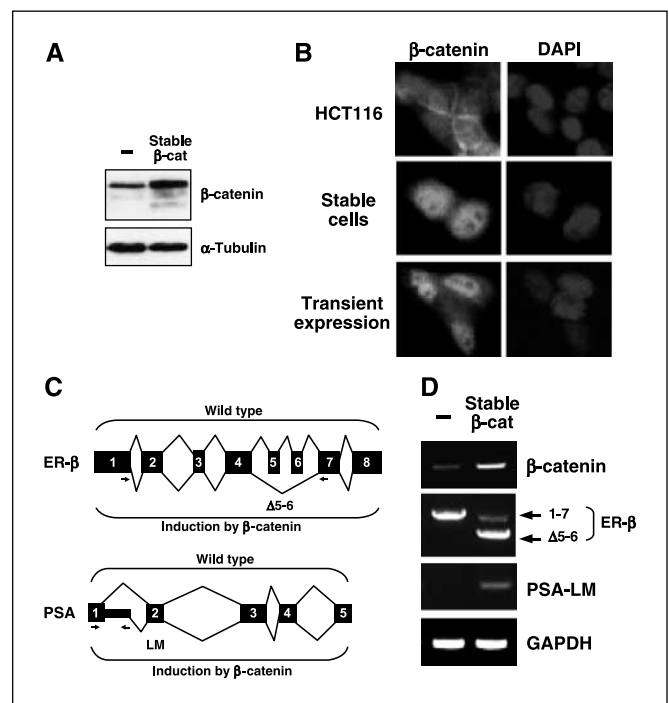 A
– Stable
β-cat
β-catenin
α-Tubulin
B
β-catenin DAPI
HCT116
Stable
cells
Transient
expression
C
Wild type
ER-β 1 2 3 4 5 6 7 8
Δ5-6
Induction by β-catenin
Wild type
PSA 1 2 3 4 5
LM
Induction by β-catenin
D
– Stable
β-cat
β-catenin
1-7
ER-β
Δ5-6
PSA-LM
GAPDH